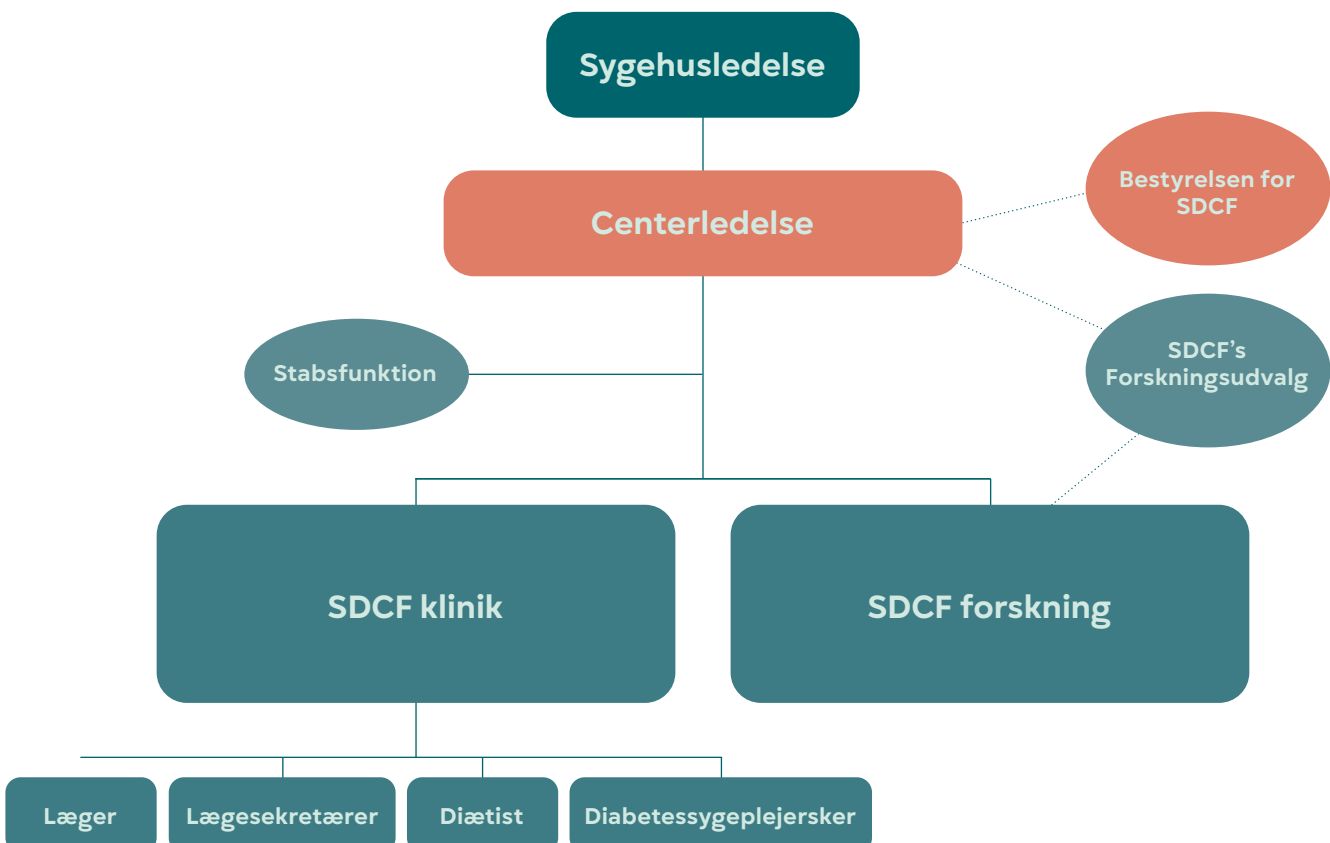 Sygehusledelse
Bestyrelsen for
SDCF
Centerledelse
SDCF's
Forskningsudvalg
Stabsfunktion
SDCF klinik
SDCF forskning
Læger
Lægesekretærer
Diætist
Diabetessygeplejersker